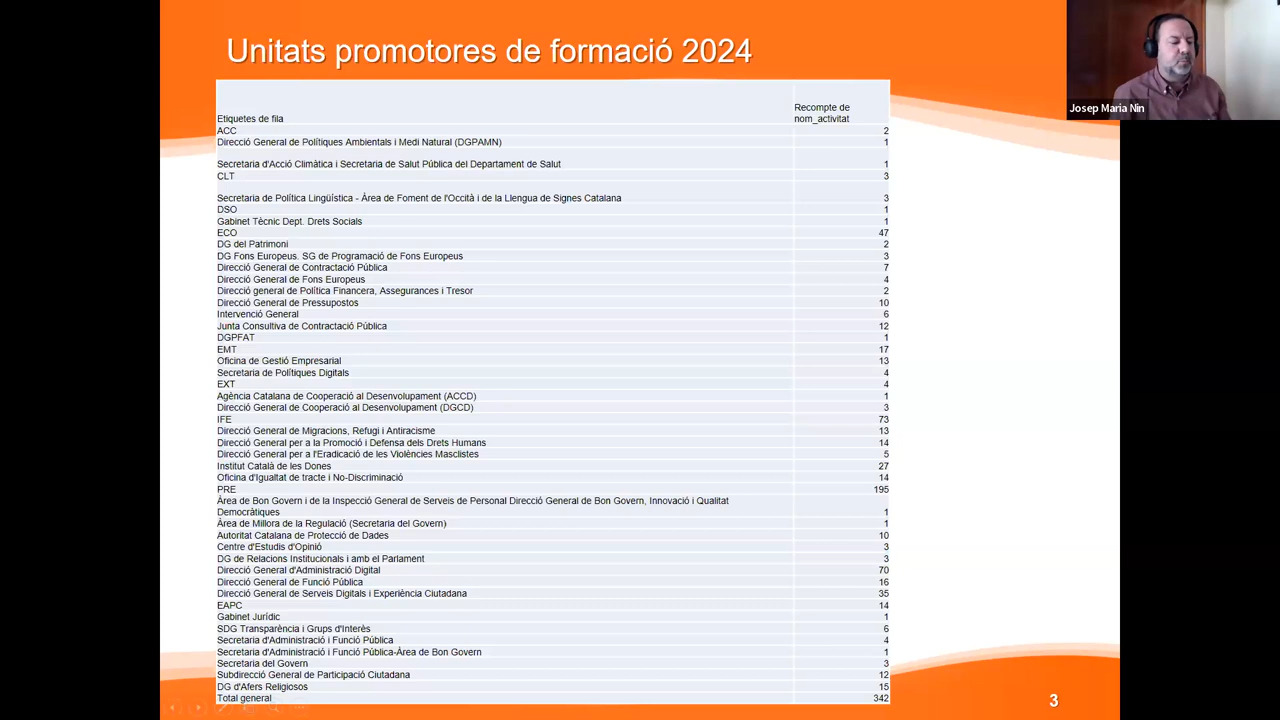 Unitats promotores de formació 2024
Josep Maria Nin
Etiquetes de fila Recompte de nom_activitat
ACC 2
Direcció General de Polítiques Ambientals i Medi Natural (DGPAMN) 1
Secretaria d'Acció Climàtica i Secretaria de Salut Pública del Departament de Salut 1
CLT 3
Secretaria de Política Lingüística - Àrea de Foment de l'Occità i de la Llengua de Signes Catalana 3
DSO 1
Gabinet Tècnic Dept. Drets Socials 1
ECO 47
DG del Patrimoni 2
DG Fons Europeus. SG de Programació de Fons Europeus 3
Direcció General de Contractació Pública 7
Direcció General de Fons Europeus 4
Direcció general de Política Financera, Assegurances i Tresor 2
Direcció General de Pressupostos 10
Intervenció General 6
Junta Consultiva de Contractació Pública 12
DGPFAT 1
EMT 17
Oficina de Gestió Empresarial 13
Secretaria de Polítiques Digitals 4
EXT 4
Agència Catalana de Cooperació al Desenvolupament (ACCD) 1
Direcció General de Cooperació al Desenvolupament (DGCD) 3
IFE 73
Direcció General de Migracions, Refugi i Antiracisme 13
Direcció General per a la Promoció i Defensa dels Drets Humans 14
Direcció General per a l'Eradicació de les Violències Masclistes 5
Institut Català de les Dones 27
Oficina d'Igualtat de tracte i No-Discriminació 14
PRE 195
Àrea de Bon Govern i de la Inspecció General de Serveis de Personal Direcció General de Bon Govern, Innovació i Qualitat
Democràtiques 1
Àrea de Millora de la Regulació (Secretaria del Govern) 1
Autoritat Catalana de Protecció de Dades 10
Centre d'Estudis d'Opinió 3
DG de Relacions Institucionals i amb el Parlament 3
Direcció General d'Administració Digital 70
Direcció General de Funció Pública 16
Direcció General de Serveis Digitals i Experiència Ciutadana 35
EAPC 14
Gabinet Jurídic 1
SDG Transparència i Grups d'Interès 6
Secretaria d'Administració i Funció Pública 4
Secretaria d'Administració i Funció Pública-Àrea de Bon Govern 1
Secretaria del Govern 3
Subdirecció General de Participació Ciutadana 12
DG d'Afers Religiosos 15
Total general 342
3